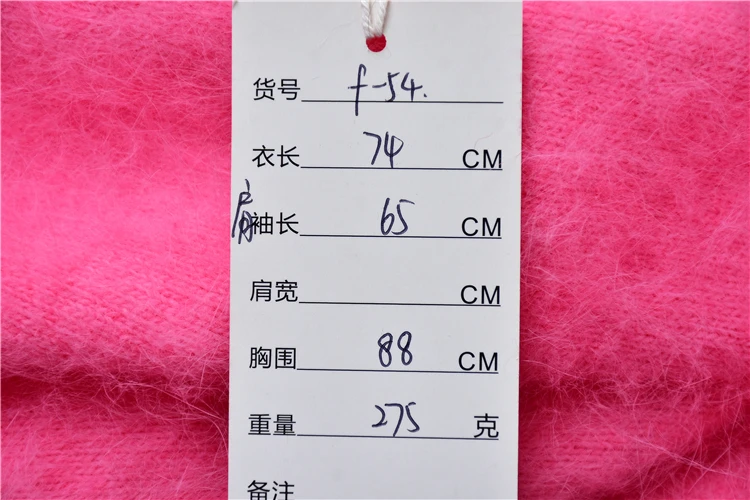 货号 f-54.
衣长 74 CM
肩袖长 65 CM
肩宽 CM
胸围 88 CM
重量 275 克
备注